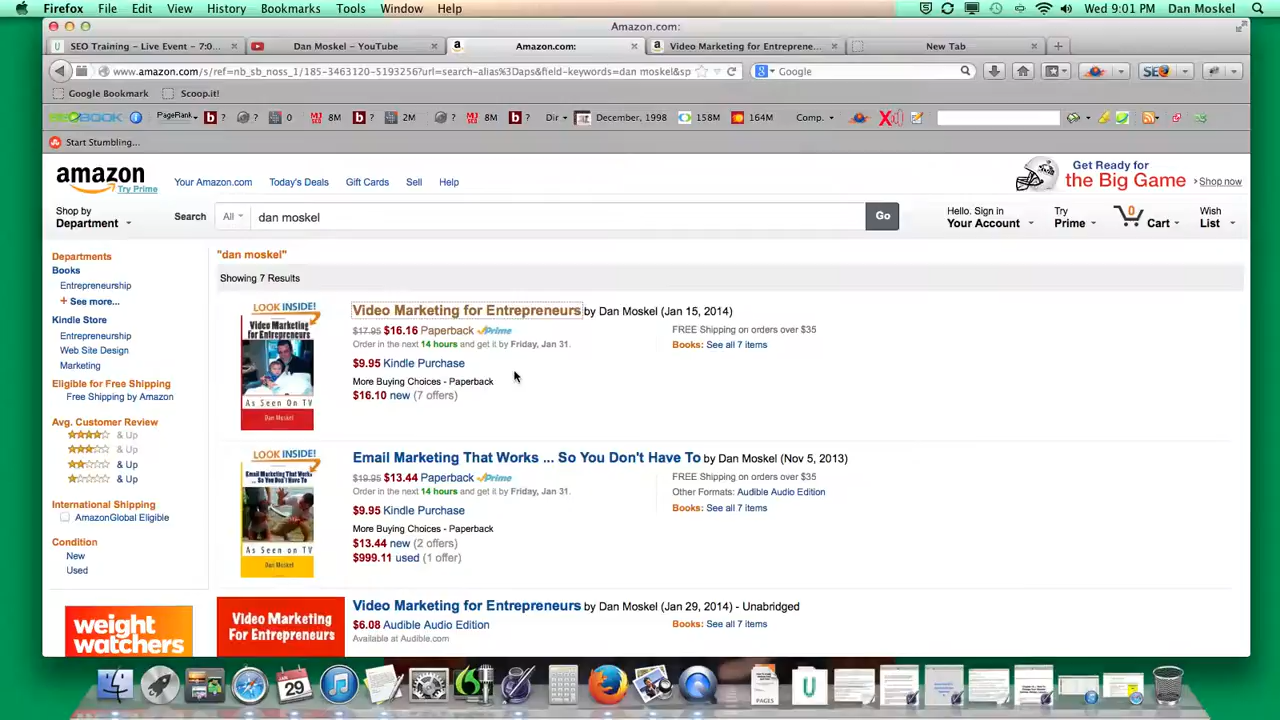 Firefox File Edit View History Bookmarks Tools Window Help Wed 9:01 PM Dan Moskel
Amazon.com:
SEO Training – Live Event – 7:0... Dan Moskel – YouTube Amazon.com: Video Marketing for Entreprene... New Tab
www.amazon.com/s/ref=nb_sb_noss_1/185-3463120-5193256?url=search-alias%3Daps&field-keywords=dan moskel&sp Google
Google Bookmark Scoop.it!
PageRank ? ? 0 8M ? 2M ? 8M ? Dir December, 1998 158M 164M Comp.
Start Stumbling...
amazon
Try Prime
Your Amazon.com Today's Deals Gift Cards Sell Help
Get Ready for
the Big Game
Shop now
Shop by
Department
Search All dan moskel Go
Hello. Sign in
Your Account
Try
Prime
0
Cart
Wish
List
Departments
Books
Entrepreneurship
+ See more...
Kindle Store
Entrepreneurship
Web Site Design
Marketing
Eligible for Free Shipping
Free Shipping by Amazon
Avg. Customer Review
& Up
& Up
& Up
& Up
International Shipping
AmazonGlobal Eligible
Condition
New
Used
weight
watchers
"dan moskel"
Showing 7 Results
LOOK INSIDE!
Video Marketing
for Entrepreneurs
As Seen On TV
Dan Moskel
Video Marketing for Entrepreneurs by Dan Moskel (Jan 15, 2014)
$17.95 $16.16 Paperback Prime
Order in the next 14 hours and get it by Friday, Jan 31.
$9.95 Kindle Purchase
More Buying Choices - Paperback
$16.10 new (7 offers)
FREE Shipping on orders over $35
Books: See all 7 items
LOOK INSIDE!
Email Marketing That Works
... So You Don't Have To
As Seen on TV
Dan Moskel
Email Marketing That Works ... So You Don't Have To by Dan Moskel (Nov 5, 2013)
$19.95 $13.44 Paperback Prime
Order in the next 14 hours and get it by Friday, Jan 31.
$9.95 Kindle Purchase
More Buying Choices - Paperback
$13.44 new (2 offers)
$999.11 used (1 offer)
FREE Shipping on orders over $35
Other Formats: Audible Audio Edition
Books: See all 7 items
Video Marketing
For Entrepreneurs
Video Marketing for Entrepreneurs by Dan Moskel (Jan 29, 2014) - Unabridged
$6.08 Audible Audio Edition
Available at Audible.com
Books: See all 7 items
29
PAGES
U